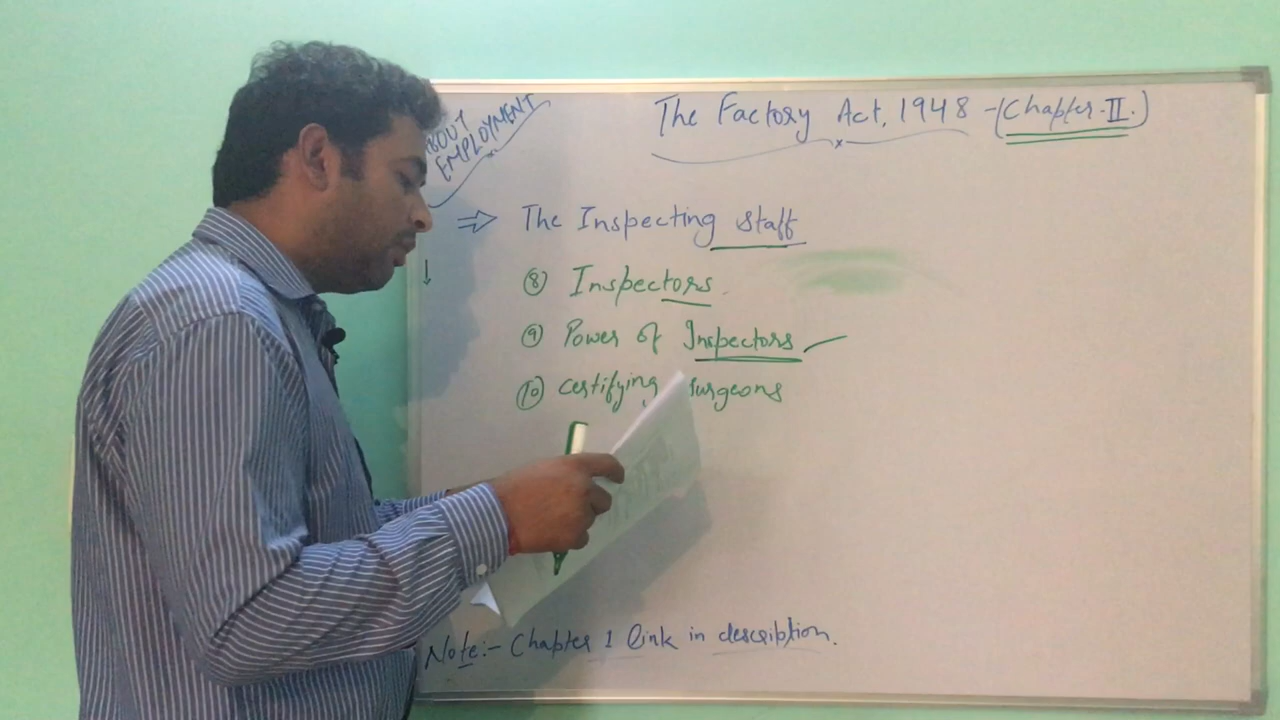 The Factory Act, 1948 - (Chapter-II.)
ABOUT
EMPLOYMENT
⇒ The Inspecting staff
⑧ Inspectors
⑨ Power of Inspectors
⑩ Certifying surgeons
Note:- Chapter 1 link in description.